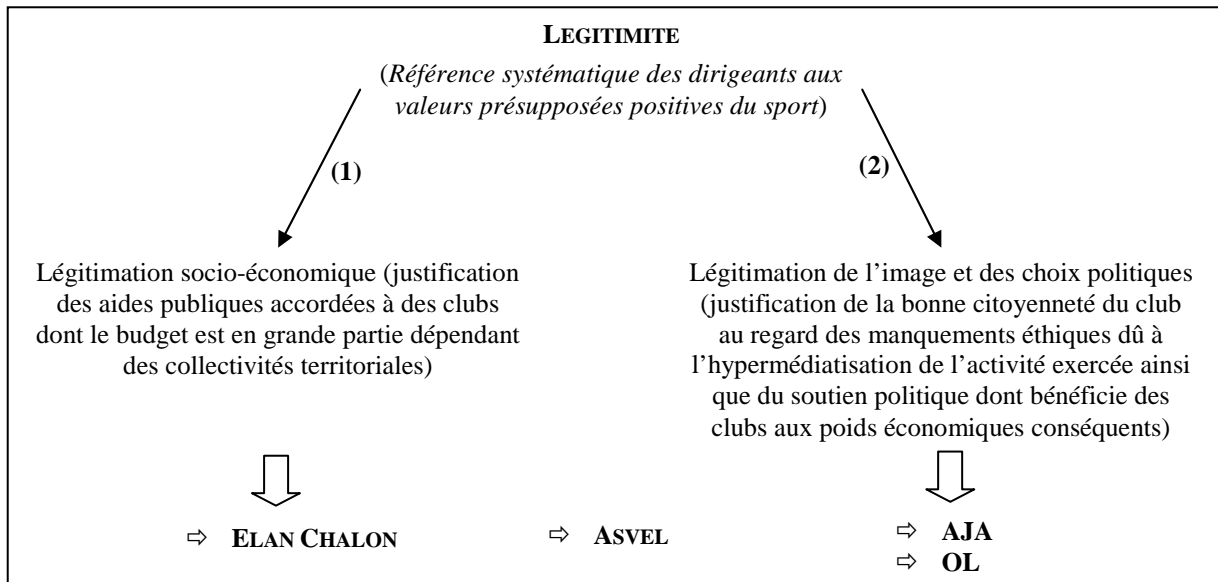 LEGITIMITE
(Référence systématique des dirigeants aux
valeurs présupposées positives du sport)
(1)
(2)
Légitimation socio-économique (justification
des aides publiques accordées à des clubs
dont le budget est en grande partie dépendant
des collectivités territoriales)
Légitimation de l’image et des choix politiques
(justification de la bonne citoyenneté du club
au regard des manquements éthiques dû à
l’hypermédiatisation de l’activité exercée ainsi
que du soutien politique dont bénéficie des
clubs aux poids économiques conséquents)
⇨ ELAN CHALON
⇨ ASVEL
⇨ AJA
⇨ OL